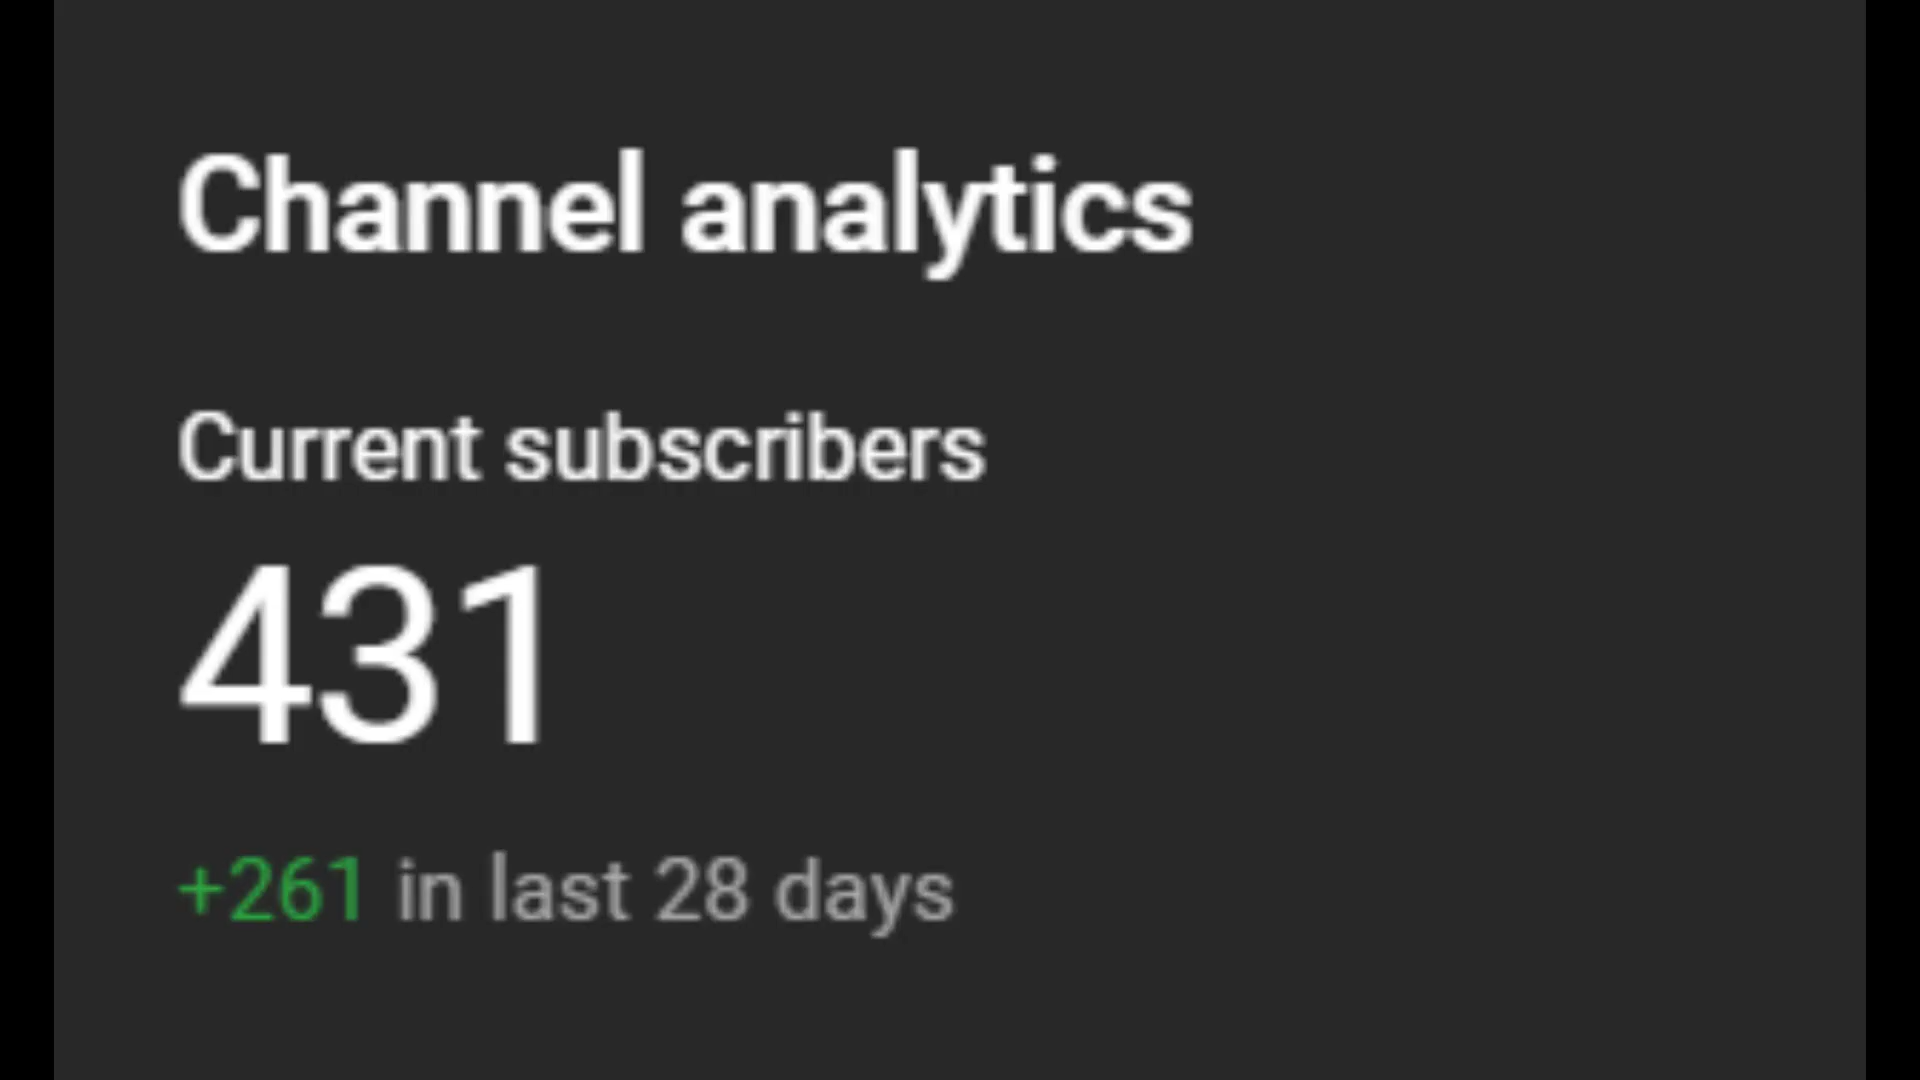 Channel analytics
Current subscribers
431
+261 in last 28 days